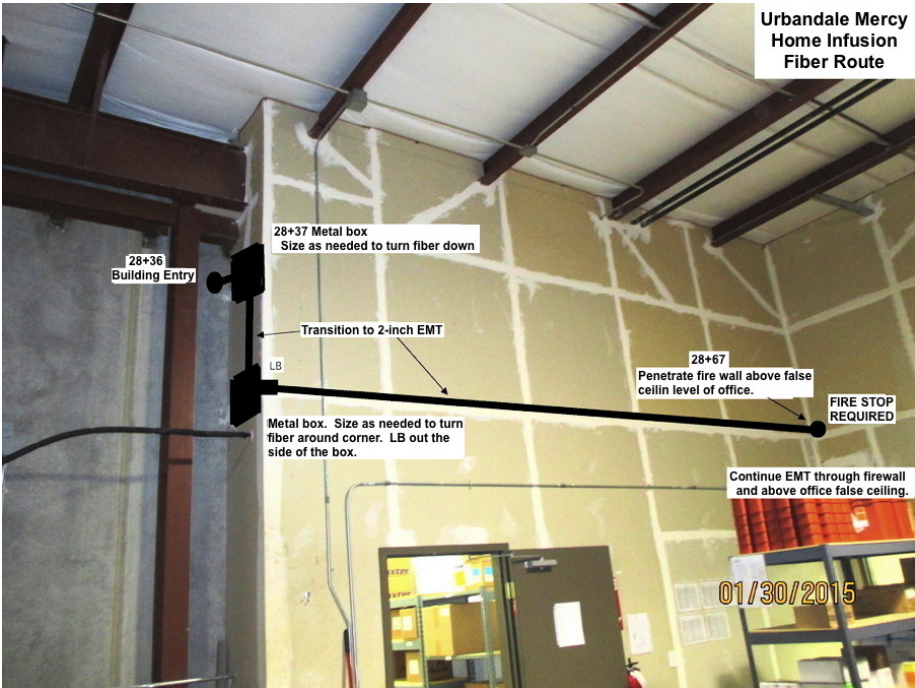 Urbandale Mercy
Home Infusion
Fiber Route
28+37 Metal box
Size as needed to turn fiber down
28+36
Building Entry
Transition to 2-inch EMT
LB
28+67
Penetrate fire wall above false
ceilin level of office.
FIRE STOP
REQUIRED
Metal box.  Size as needed to turn
fiber around corner.  LB out the
side of the box.
Continue EMT through firewall
and above office false ceiling.
01/30/2015